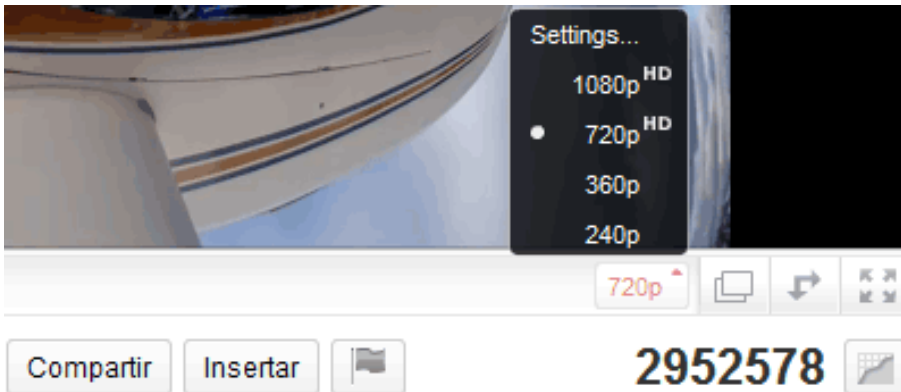 Settings...
1080p HD
720p HD
360p
240p
720p
Compartir Insertar 2952578